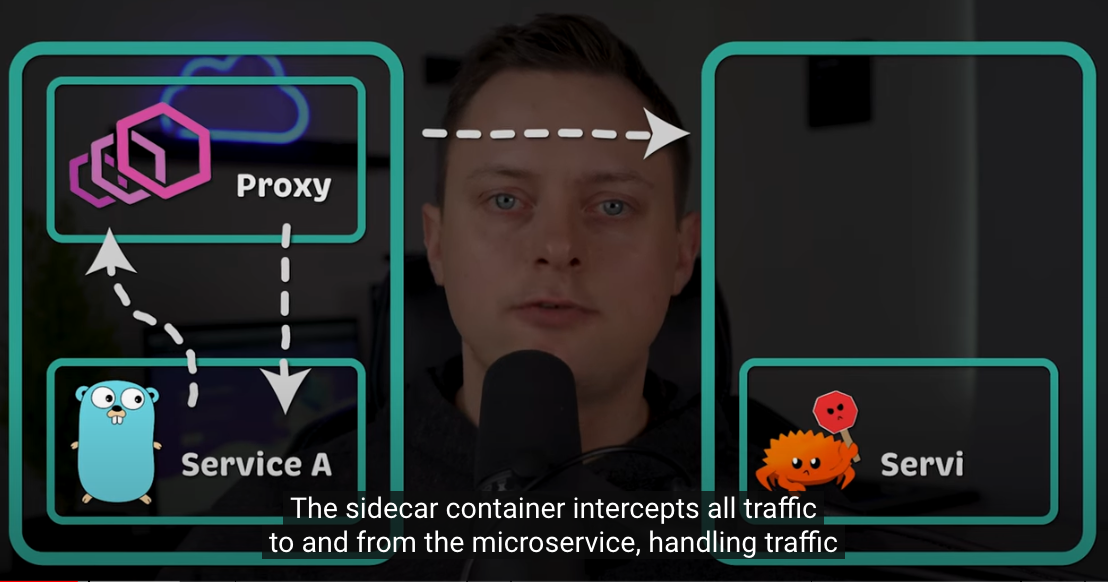 Proxy
Service A
Servi
The sidecar container intercepts all traffic
to and from the microservice, handling traffic